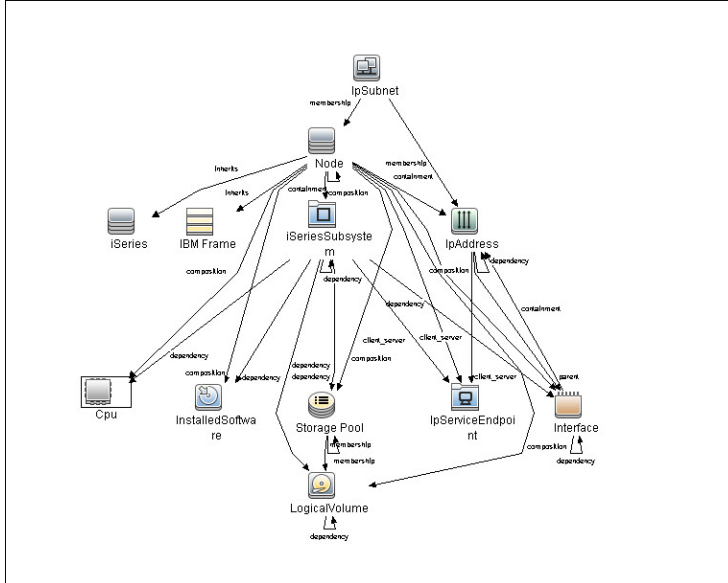 IpSubnet
membership
Node
membership
Inherits
containment
Inherits
containment
composition
iSeries
IBM Frame
iSeriesSubsyste
m
IpAddress
dependency
composition
composition
dependency
dependency
containment
client_server
client_server
dependency
composition
dependency
composition
dependency
dependency
client_server
parent
Cpu
InstalledSoftwa
re
Storage Pool
IpServiceEndpoi
nt
Interface
membership
composition
membership
dependency
LogicalVolume
dependency